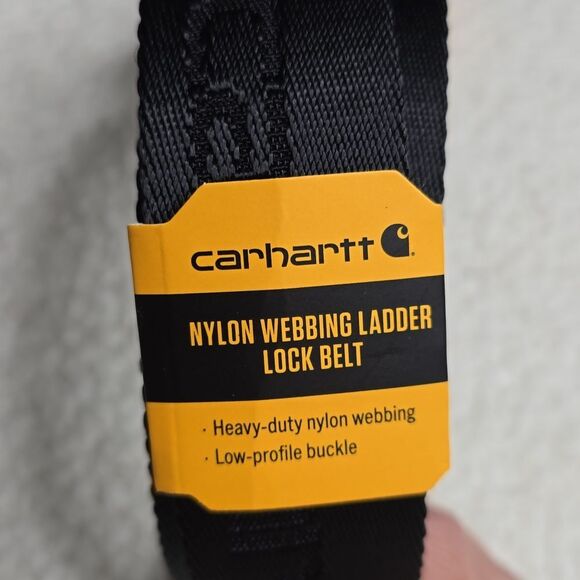 carhartt
NYLON WEBBING LADDER
LOCK BELT
· Heavy-duty nylon webbing
· Low-profile buckle